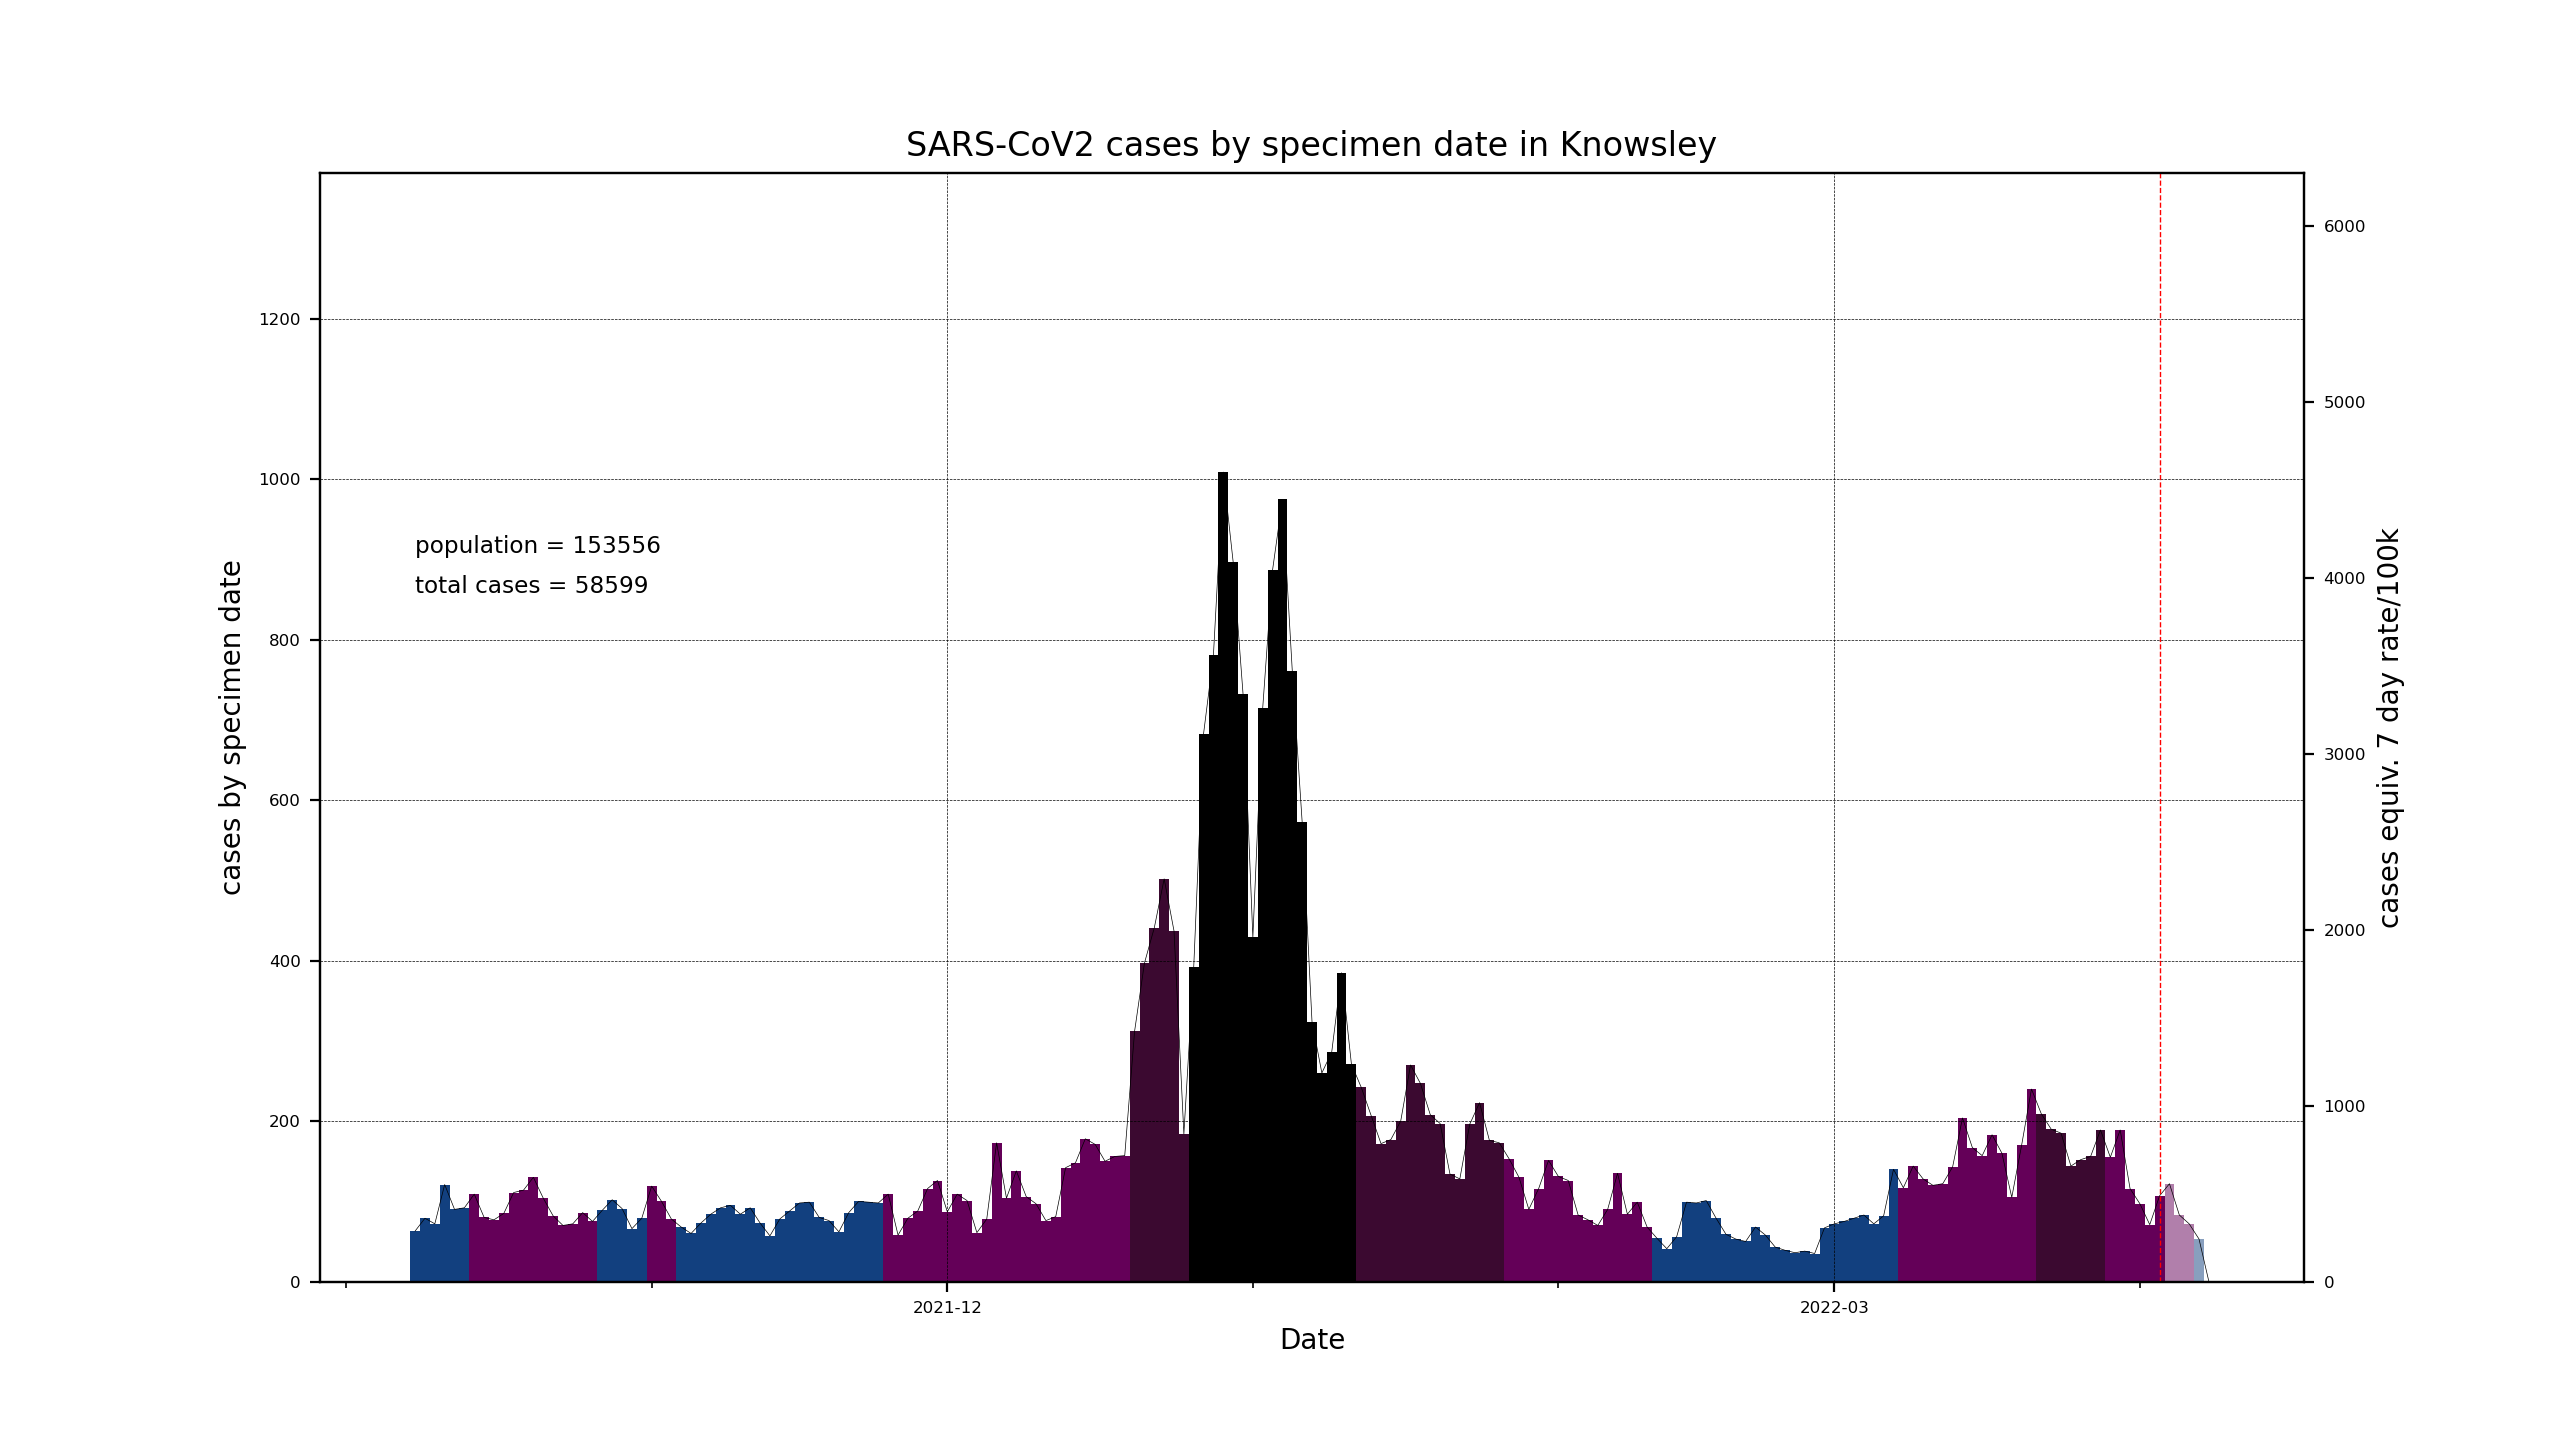 SARS-CoV2 cases by specimen date in Knowsley
cases by specimen date
1200
1000
800
600
400
200
0
population = 153556
total cases = 58599
6000
5000
4000
3000
2000
1000
0
cases equiv. 7 day rate/100k
2021-12
2022-03
Date